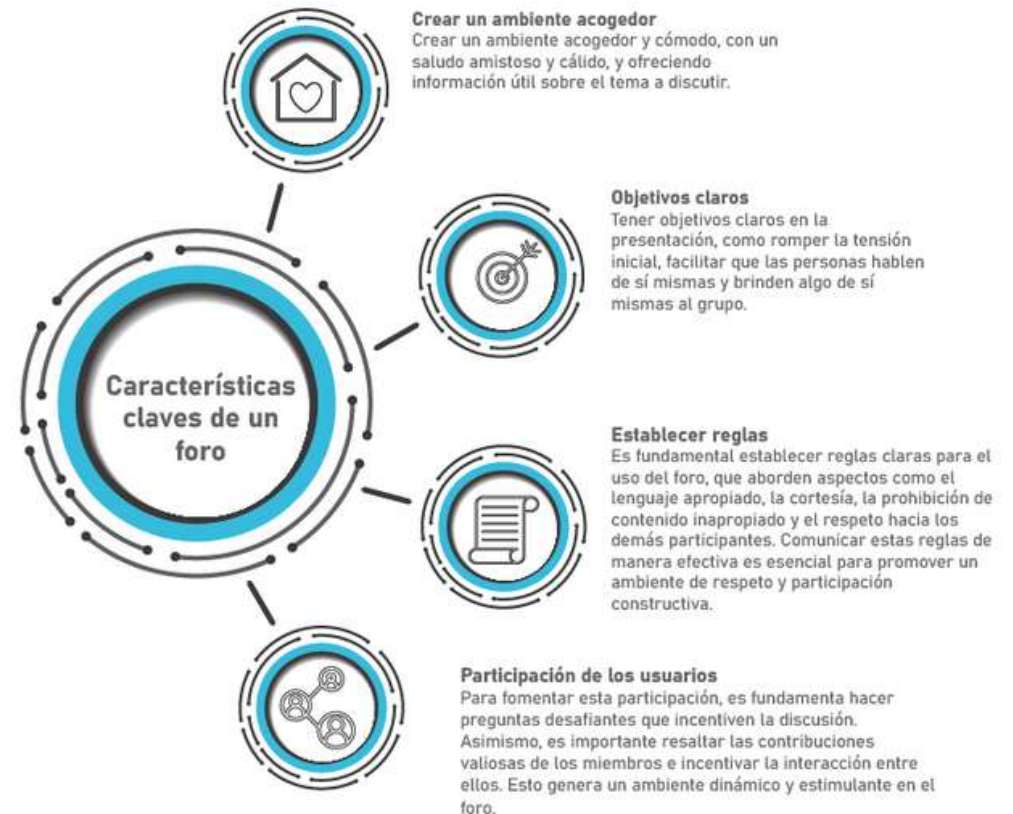 Crear un ambiente acogedor
Crear un ambiente acogedor y cómodo, con un
saludo amistoso y cálido, y ofreciendo
información útil sobre el tema a discutir.
Objetivos claros
Tener objetivos claros en la
presentación, como romper la tensión
inicial, facilitar que las personas hablen
de sí mismas y brinden algo de sí
mismas al grupo.
Características
claves de un
foro
Establecer reglas
Es fundamental establecer reglas claras para el
uso del foro, que aborden aspectos como el
lenguaje apropiado, la cortesía, la prohibición de
contenido inapropiado y el respeto hacia los
demás participantes. Comunicar estas reglas de
manera efectiva es esencial para promover un
ambiente de respeto y participación
constructiva.
Participación de los usuarios
Para fomentar esta participación, es fundamenta hacer
preguntas desafiantes que incentiven la discusión.
Asimismo, es importante resaltar las contribuciones
valiosas de los miembros e incentivar la interacción entre
ellos. Esto genera un ambiente dinámico y estimulante en el
foro.